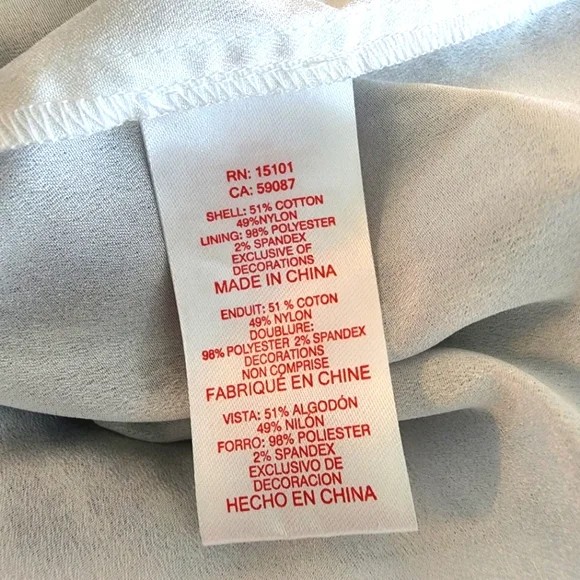 RN: 15101
CA: 59087
SHELL: 51% COTTON
49%NYLON
LINING: 98% POLYESTER
2% SPANDEX
EXCLUSIVE OF
DECORATIONS
MADE IN CHINA
ENDUIT: 51 % COTON
49% NYLON
DOUBLURE:
98% POLYESTER 2% SPANDEX
DECORATIONS
NON COMPRISE
FABRIQUÉ EN CHINE
VISTA: 51% ALGODÓN
49% NILÓN
FORRO: 98% POLIESTER
2% SPANDEX
EXCLUSIVO DE
DECORACION
HECHO EN CHINA